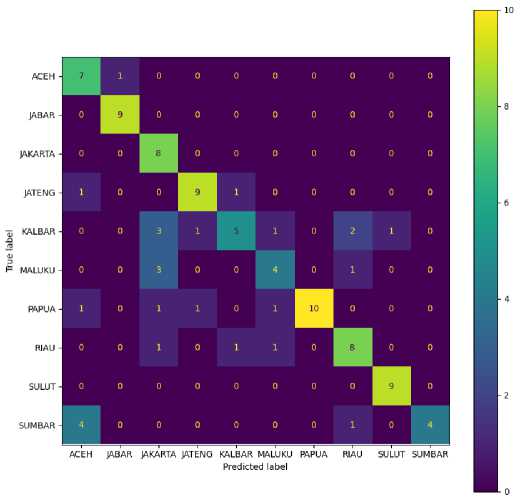 ACEH 7 1 0 0 0 0 0 0 0 0
JABAR 0 9 0 0 0 0 0 0 0 0
JAKARTA 0 0 8 0 0 0 0 0 0 0
JATENG 1 0 0 9 1 0 0 0 0 0
KALBAR 0 0 3 1 5 1 0 2 1 0
MALUKU 0 0 3 0 0 4 0 1 0 0
PAPUA 1 0 1 1 0 1 10 0 0 0
RIAU 0 0 1 0 1 1 0 8 0 0
SULUT 0 0 0 0 0 0 0 0 9 0
SUMBAR 4 0 0 0 0 0 0 1 0 4
ACEH JABAR JAKARTA JATENG KALBAR MALUKU PAPUA RIAU SULUT SUMBAR
Predicted label
True label
10
8
6
4
2
0